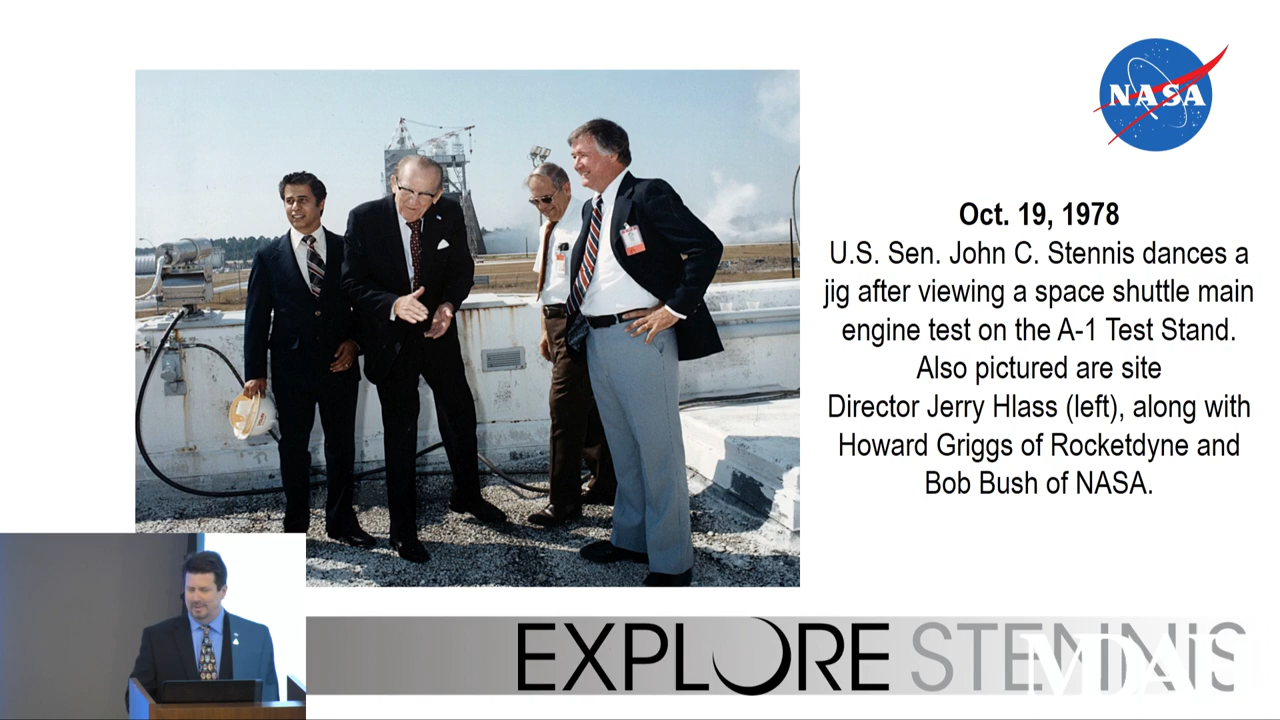 NASA
Oct. 19, 1978
U.S. Sen. John C. Stennis dances a
jig after viewing a space shuttle main
engine test on the A-1 Test Stand.
Also pictured are site
Director Jerry Hlass (left), along with
Howard Griggs of Rocketdyne and
Bob Bush of NASA.
EXPLORE STENNIS